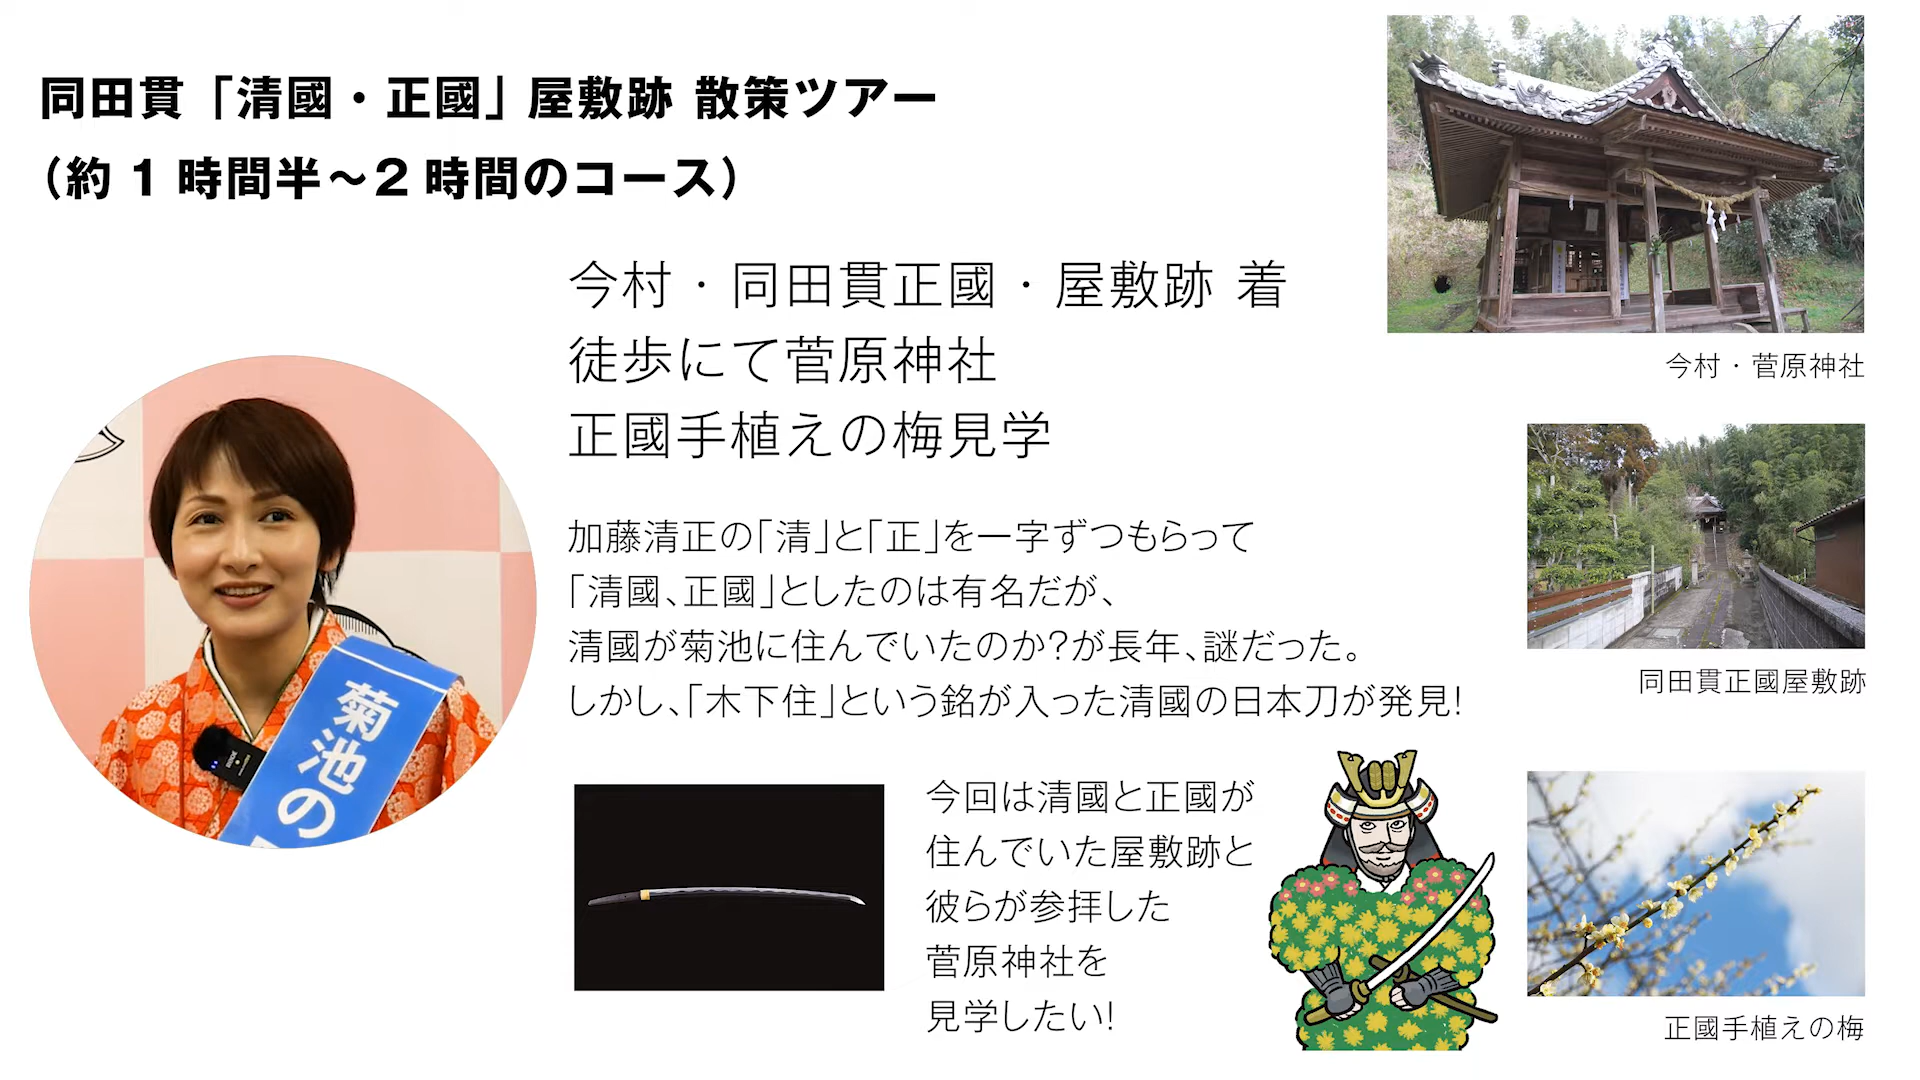 同田貫「清國・正國」屋敷跡 散策ツアー
（約１時間半～２時間のコース）
今村・同田貫正國・屋敷跡 着
徒歩にて菅原神社
正國手植えの梅見学
加藤清正の「清」と「正」を一字ずつもらって
「清國、正國」としたのは有名だが、
清國が菊池に住んでいたのか？が長年、謎だった。
しかし、「木下住」という銘が入った清國の日本刀が発見！
今回は清國と正國が
住んでいた屋敷跡と
彼らが参拝した
菅原神社を
見学したい！
菊池の
今村・菅原神社
同田貫正國屋敷跡
正國手植えの梅